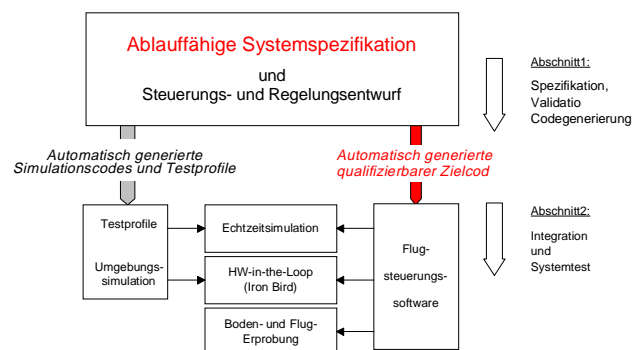 Ablauffähige Systemspezifikation
und
Steuerungs- und Regelungsentwurf
Abschnitt1:
Spezifikation,
Validatio
Codegenerierung
Automatisch generierte
Simulationscodes und Testprofile
Automatisch generierte
qualifizierbarer Zielcod
Testprofile
Umgebungs-
simulation
Echtzeitsimulation
HW-in-the-Loop
(Iron Bird)
Boden- und Flug-
Erprobung
Flug-
steuerungs-
software
Abschnitt2:
Integration
und
Systemtest